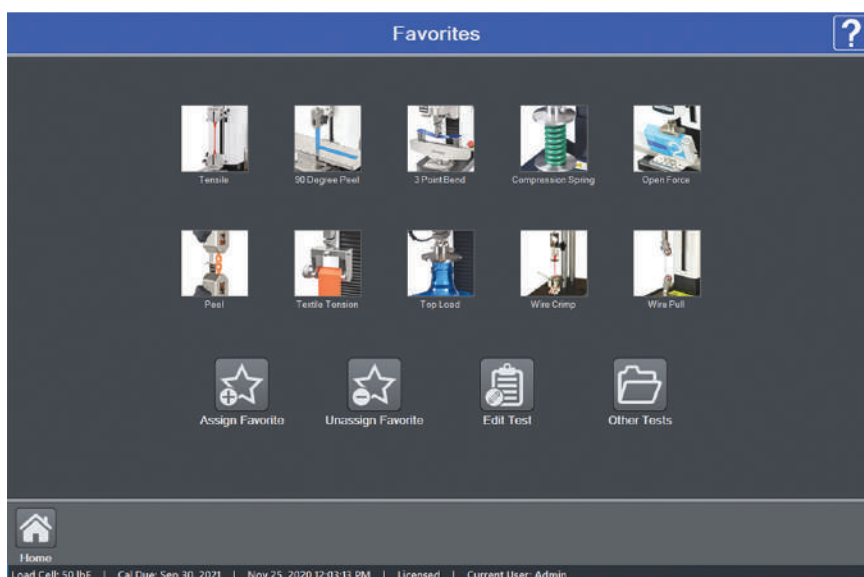 Favorites
?
Tensile
90 Degree Peel
3 Point Bend
Compression Spring
Open Force
Peel
Textile Tension
Top Load
Wire Crimp
Wire Pull
Assign Favorite
Unassign Favorite
Edit Test
Other Tests
Home
Load Cell: 50 lbF | Cal Due: Sep 30, 2021 | Nov 25, 2020 12:03:13 PM | Licensed | Current User: Admin